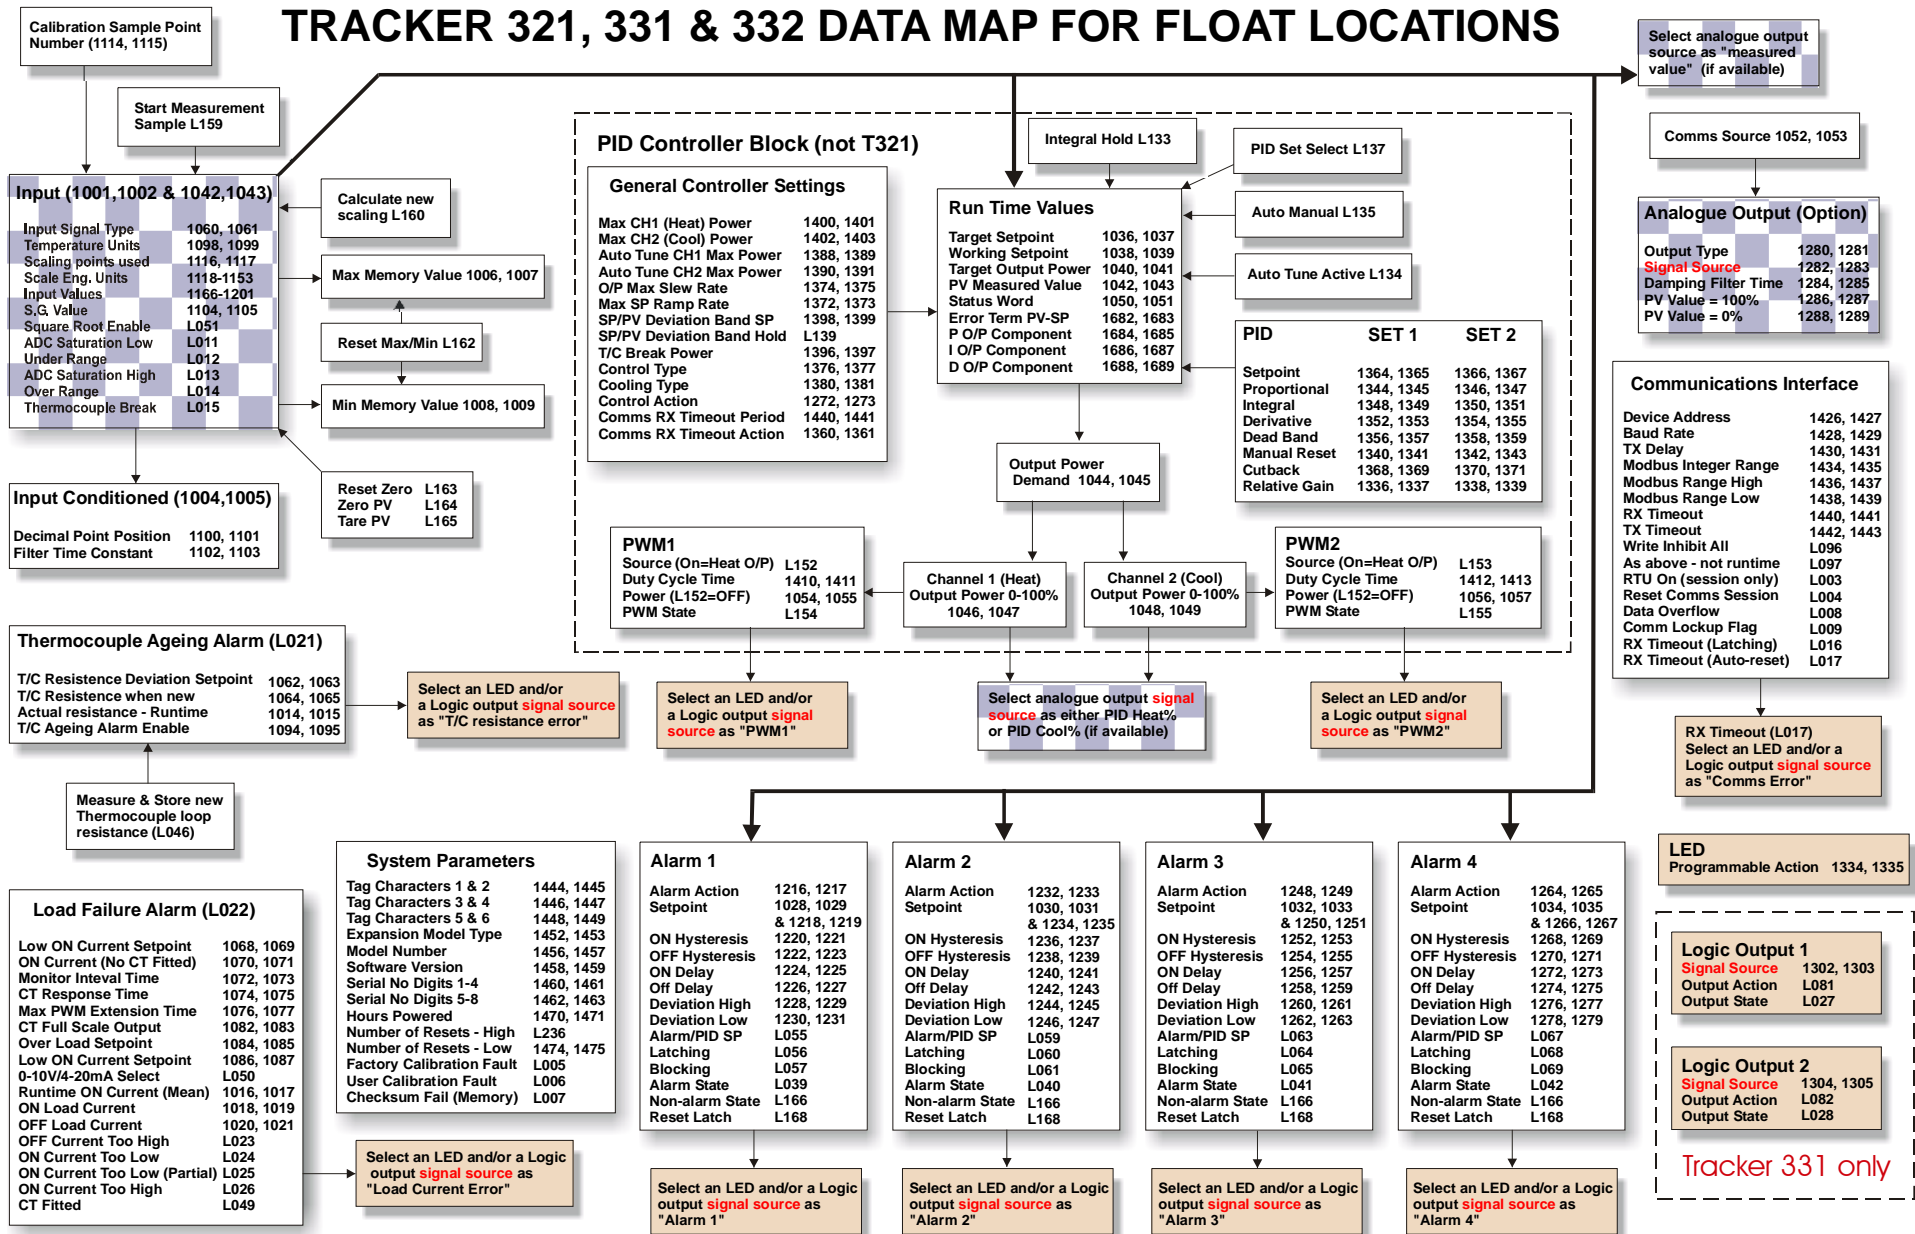 TRACKER 321, 331 & 332 DATA MAP FOR FLOAT LOCATIONS
Calibration Sample Point
Number (1114, 1115)
Start Measurement
Sample L159
Input (1001,1002 & 1042,1043)
Input Signal Type 1060, 1061
Temperature Units 1098, 1099
Scaling points used 1116, 1117
Scale Eng. Units 1118-1153
Input Values 1166-1201
S.G. Value 1104, 1105
Square Root Enable L051
ADC Saturation Low L011
Under Range L012
ADC Saturation High L013
Over Range L014
Thermocouple Break L015
Calculate new
scaling L160
Max Memory Value 1006, 1007
Reset Max/Min L162
Min Memory Value 1008, 1009
Reset Zero L163
Zero PV L164
Tare PV L165
Input Conditioned (1004,1005)
Decimal Point Position 1100, 1101
Filter Time Constant 1102, 1103
PID Controller Block (not T321)
General Controller Settings
Max CH1 (Heat) Power 1400, 1401
Max CH2 (Cool) Power 1402, 1403
Auto Tune CH1 Max Power 1388, 1389
Auto Tune CH2 Max Power 1390, 1391
O/P Max Slew Rate 1374, 1375
Max SP Ramp Rate 1372, 1373
SP/PV Deviation Band SP 1398, 1399
SP/PV Deviation Band Hold L139
T/C Break Power 1396, 1397
Control Type 1376, 1377
Cooling Type 1380, 1381
Control Action 1272, 1273
Comms RX Timeout Period 1440, 1441
Comms RX Timeout Action 1360, 1361
Integral Hold L133
PID Set Select L137
Auto Manual L135
Auto Tune Active L134
Run Time Values
Target Setpoint 1036, 1037
Working Setpoint 1038, 1039
Target Output Power 1040, 1041
PV Measured Value 1042, 1043
Status Word 1050, 1051
Error Term PV-SP 1682, 1683
P O/P Component 1684, 1685
I O/P Component 1686, 1687
D O/P Component 1688, 1689
PID SET 1 SET 2
Setpoint 1364, 1365 1366, 1367
Proportional 1344, 1345 1346, 1347
Integral 1348, 1349 1350, 1351
Derivative 1352, 1353 1354, 1355
Dead Band 1356, 1357 1358, 1359
Manual Reset 1340, 1341 1342, 1343
Cutback 1368, 1369 1370, 1371
Relative Gain 1336, 1337 1338, 1339
Output Power
Demand 1044, 1045
PWM1
Source (On=Heat O/P) L152
Duty Cycle Time 1410, 1411
Power (L152=OFF) 1054, 1055
PWM State L154
Channel 1 (Heat)
Output Power 0-100%
1046, 1047
Channel 2 (Cool)
Output Power 0-100%
1048, 1049
PWM2
Source (On=Heat O/P) L153
Duty Cycle Time 1412, 1413
Power (L152=OFF) 1056, 1057
PWM State L155
Select an LED and/or
a Logic output signal
source as "PWM1"
Select analogue output signal
source as either PID Heat%
or PID Cool% (if available)
Select an LED and/or
a Logic output signal
source as "PWM2"
Select analogue output
source as "measured
value" (if available)
Comms Source 1052, 1053
Analogue Output (Option)
Output Type 1280, 1281
Signal Source 1282, 1283
Damping Filter Time 1284, 1285
PV Value = 100% 1286, 1287
PV Value = 0% 1288, 1289
Communications Interface
Device Address 1426, 1427
Baud Rate 1428, 1429
TX Delay 1430, 1431
Modbus Integer Range 1434, 1435
Modbus Range High 1436, 1437
Modbus Range Low 1438, 1439
RX Timeout 1440, 1441
TX Timeout 1442, 1443
Write Inhibit All L096
As above - not runtime L097
RTU On (session only) L003
Reset Comms Session L004
Data Overflow L008
Comm Lockup Flag L009
RX Timeout (Latching) L016
RX Timeout (Auto-reset) L017
RX Timeout (L017)
Select an LED and/or a
Logic output signal source
as "Comms Error"
Thermocouple Ageing Alarm (L021)
T/C Resistence Deviation Setpoint 1062, 1063
T/C Resistence when new 1064, 1065
Actual resistance - Runtime 1014, 1015
T/C Ageing Alarm Enable 1094, 1095
Select an LED and/or
a Logic output signal source
as "T/C resistance error"
Measure & Store new
Thermocouple loop
resistance (L046)
Load Failure Alarm (L022)
Low ON Current Setpoint 1068, 1069
ON Current (No CT Fitted) 1070, 1071
Monitor Inteval Time 1072, 1073
CT Response Time 1074, 1075
Max PWM Extension Time 1076, 1077
CT Full Scale Output 1082, 1083
Over Load Setpoint 1084, 1085
Low ON Current Setpoint 1086, 1087
0-10V/4-20mA Select L050
Runtime ON Current (Mean) 1016, 1017
ON Load Current 1018, 1019
OFF Load Current 1020, 1021
OFF Current Too High L023
ON Current Too Low L024
ON Current Too Low (Partial) L025
ON Current Too High L026
CT Fitted L049
System Parameters
Tag Characters 1 & 2 1444, 1445
Tag Characters 3 & 4 1446, 1447
Tag Characters 5 & 6 1448, 1449
Expansion Model Type 1452, 1453
Model Number 1456, 1457
Software Version 1458, 1459
Serial No Digits 1-4 1460, 1461
Serial No Digits 5-8 1462, 1463
Hours Powered 1470, 1471
Number of Resets - High L236
Number of Resets - Low 1474, 1475
Factory Calibration Fault L005
User Calibration Fault L006
Checksum Fail (Memory) L007
Select an LED and/or a Logic
output signal source as
"Load Current Error"
Alarm 1
Alarm Action 1216, 1217
Setpoint 1028, 1029
& 1218, 1219
ON Hysteresis 1220, 1221
OFF Hysteresis 1222, 1223
ON Delay 1224, 1225
Off Delay 1226, 1227
Deviation High 1228, 1229
Deviation Low 1230, 1231
Alarm/PID SP L055
Latching L056
Blocking L057
Alarm State L039
Non-alarm State L166
Reset Latch L168
Select an LED and/or a Logic
output signal source as
"Alarm 1"
Alarm 2
Alarm Action 1232, 1233
Setpoint 1030, 1031
& 1234, 1235
ON Hysteresis 1236, 1237
OFF Hysteresis 1238, 1239
ON Delay 1240, 1241
Off Delay 1242, 1243
Deviation High 1244, 1245
Deviation Low 1246, 1247
Alarm/PID SP L059
Latching L060
Blocking L061
Alarm State L040
Non-alarm State L166
Reset Latch L168
Select an LED and/or a Logic
output signal source as
"Alarm 2"
Alarm 3
Alarm Action 1248, 1249
Setpoint 1032, 1033
& 1250, 1251
ON Hysteresis 1252, 1253
OFF Hysteresis 1254, 1255
ON Delay 1256, 1257
Off Delay 1258, 1259
Deviation High 1260, 1261
Deviation Low 1262, 1263
Alarm/PID SP L063
Latching L064
Blocking L065
Alarm State L041
Non-alarm State L166
Reset Latch L168
Select an LED and/or a Logic
output signal source as
"Alarm 3"
Alarm 4
Alarm Action 1264, 1265
Setpoint 1034, 1035
& 1266, 1267
ON Hysteresis 1268, 1269
OFF Hysteresis 1270, 1271
ON Delay 1272, 1273
Off Delay 1274, 1275
Deviation High 1276, 1277
Deviation Low 1278, 1279
Alarm/PID SP L067
Latching L068
Blocking L069
Alarm State L042
Non-alarm State L166
Reset Latch L168
Select an LED and/or a Logic
output signal source as
"Alarm 4"
LED
Programmable Action 1334, 1335
Logic Output 1
Signal Source 1302, 1303
Output Action L081
Output State L027
Logic Output 2
Signal Source 1304, 1305
Output Action L082
Output State L028
Tracker 331 only